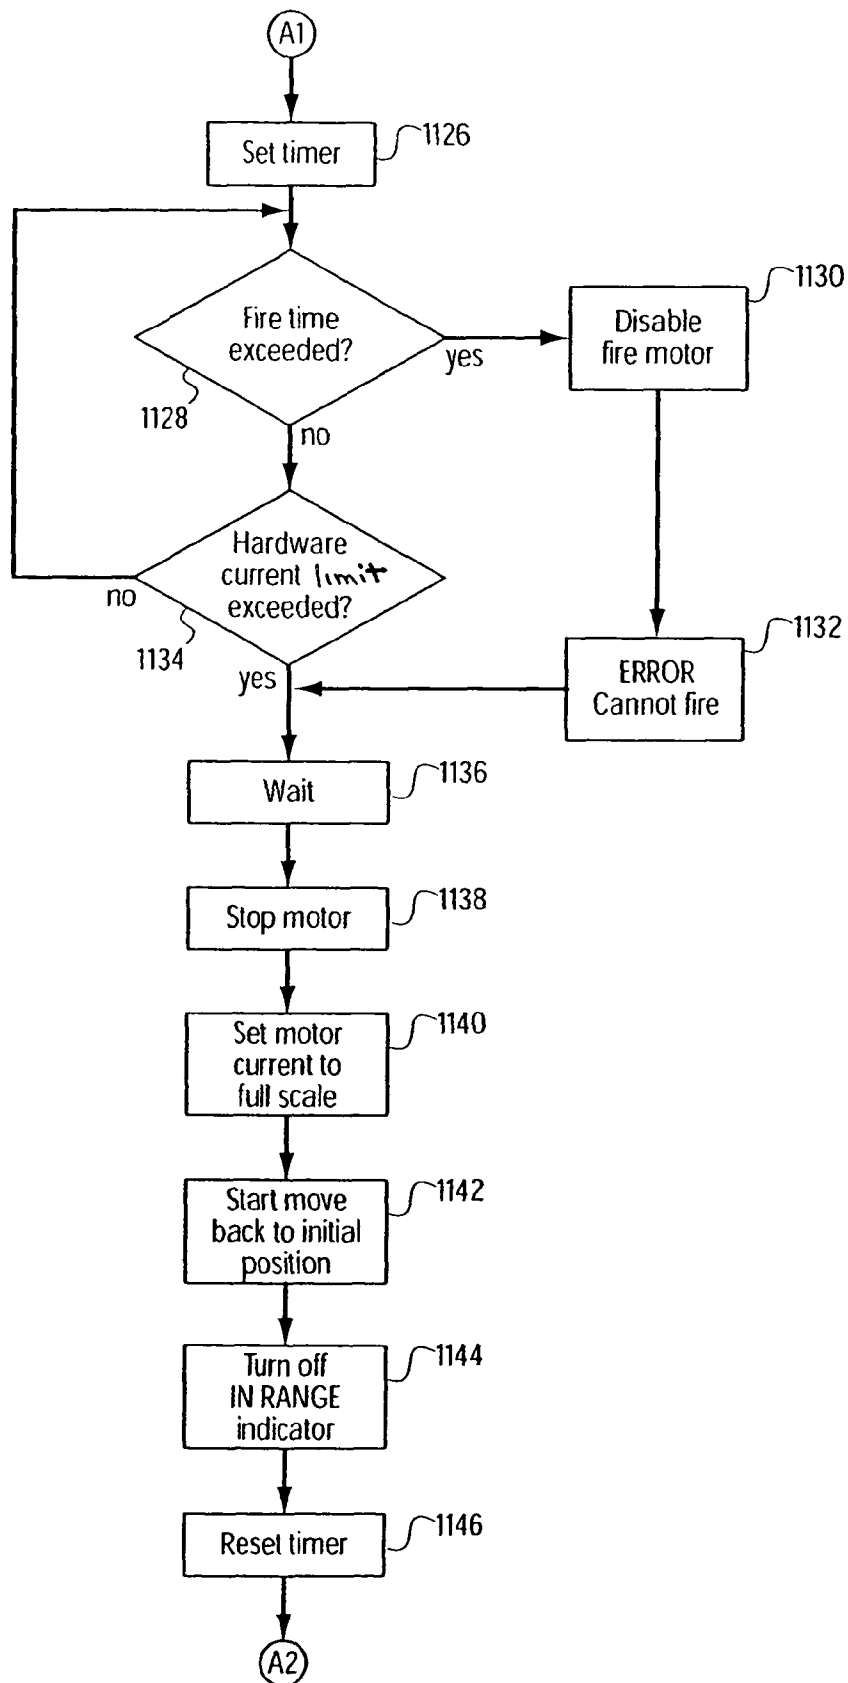 A1
Set timer
1126
Fire time
exceeded?
1128
yes
no
Disable
fire motor
1130
Hardware
current limit
exceeded?
1134
no
yes
ERROR
Cannot fire
1132
Wait
1136
Stop motor
1138
Set motor
current to
full scale
1140
Start move
back to initial
position
1142
Turn off
IN RANGE
indicator
1144
Reset timer
1146
A2